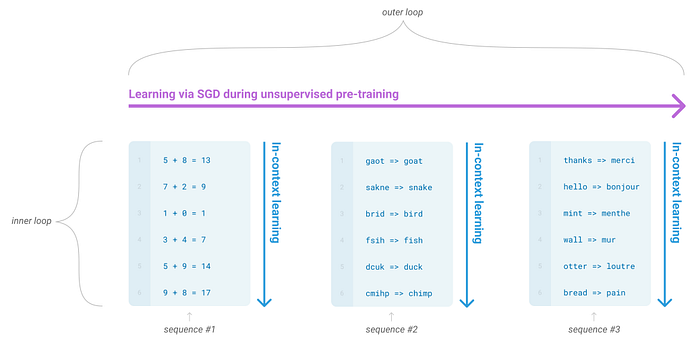 outer loop
Learning via SGD during unsupervised pre-training
inner loop
1 5 + 8 = 13
2 7 + 2 = 9
3 1 + 0 = 1
4 3 + 4 = 7
5 5 + 9 = 14
6 9 + 8 = 17
In-context learning
sequence #1
1 gaot => goat
2 sakne => snake
3 brid => bird
4 fsih => fish
5 dcuk => duck
6 cmihp => chimp
In-context learning
sequence #2
1 thanks => merci
2 hello => bonjour
3 mint => menthe
4 wall => mur
5 otter => loutre
6 bread => pain
In-context learning
sequence #3